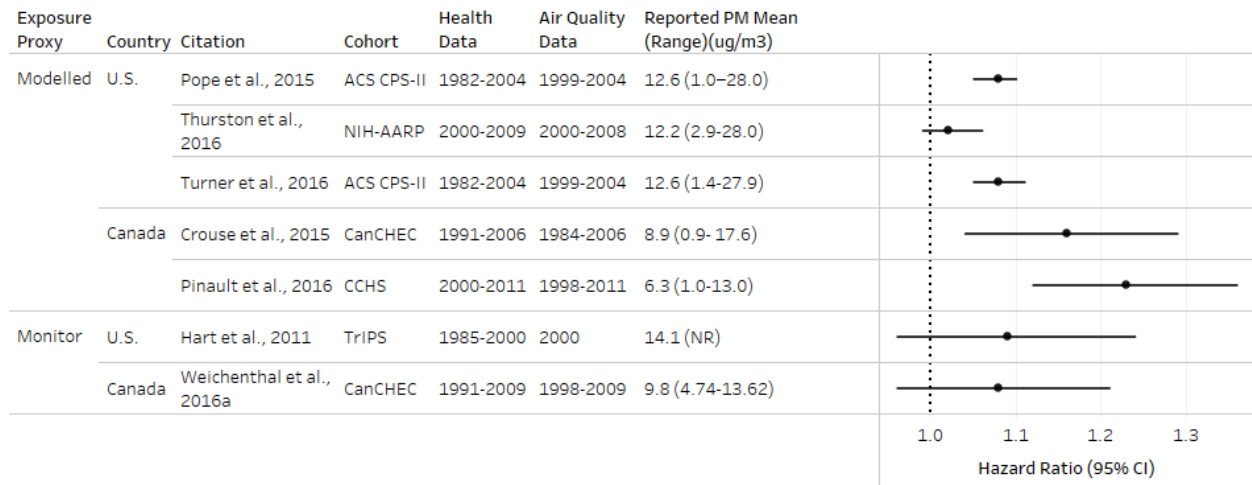 Exposure Proxy Country Citation Cohort Health Data Air Quality Data Reported PM Mean (Range)(ug/m3)
Modelled U.S. Pope et al., 2015 ACS CPS-II 1982-2004 1999-2004 12.6 (1.0–28.0)
Thurston et al., 2016 NIH-AARP 2000-2009 2000-2008 12.2 (2.9-28.0)
Turner et al., 2016 ACS CPS-II 1982-2004 1999-2004 12.6 (1.4-27.9)
Canada Crouse et al., 2015 CanCHEC 1991-2006 1984-2006 8.9 (0.9- 17.6)
Pinault et al., 2016 CCHS 2000-2011 1998-2011 6.3 (1.0-13.0)
Monitor U.S. Hart et al., 2011 TrIPS 1985-2000 2000 14.1 (NR)
Canada Weichenthal et al., 2016a CanCHEC 1991-2009 1998-2009 9.8 (4.74-13.62)
1.0 1.1 1.2 1.3
Hazard Ratio (95% CI)